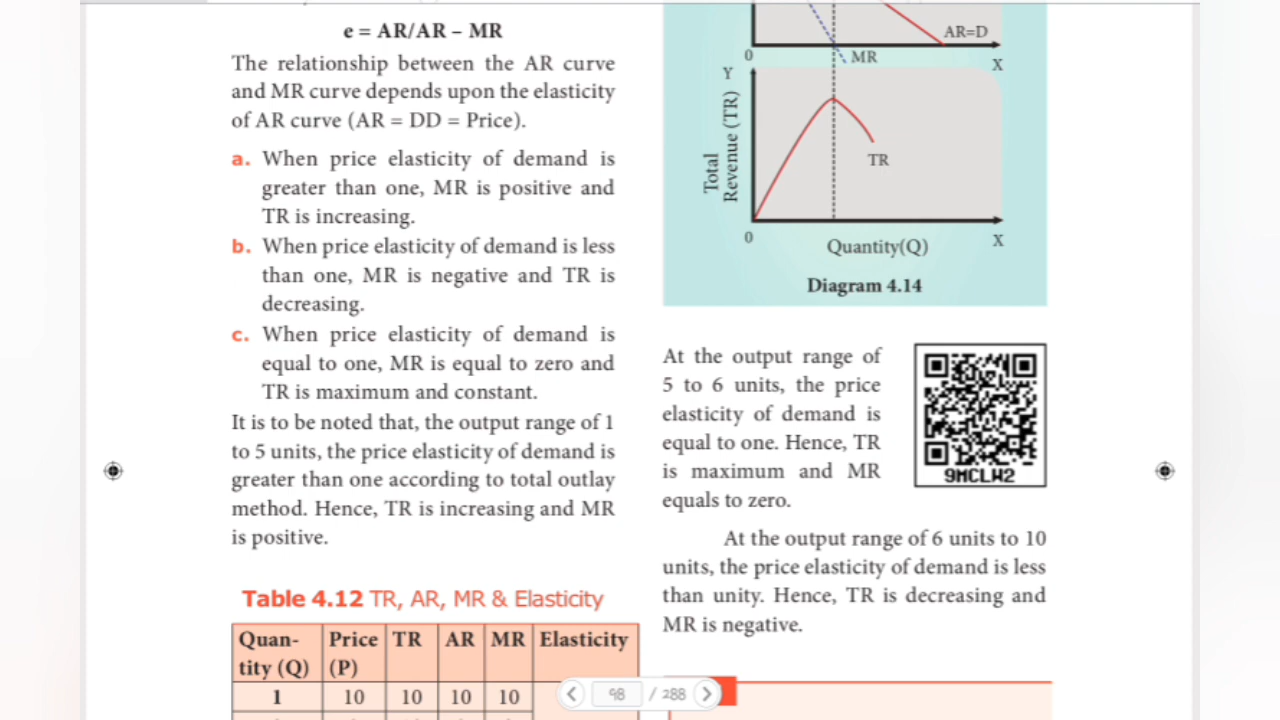 e = AR/AR – MR
The relationship between the AR curve
and MR curve depends upon the elasticity
of AR curve (AR = DD = Price).
a. When price elasticity of demand is
greater than one, MR is positive and
TR is increasing.
b. When price elasticity of demand is less
than one, MR is negative and TR is
decreasing.
c. When price elasticity of demand is
equal to one, MR is equal to zero and
TR is maximum and constant.
It is to be noted that, the output range of 1
to 5 units, the price elasticity of demand is
greater than one according to total outlay
method. Hence, TR is increasing and MR
is positive.
Table 4.12 TR, AR, MR & Elasticity
Quan- Price TR AR MR Elasticity
tity (Q) (P)
1 10 10 10 10
AR=D
0 MR X
Y
Total
Revenue (TR)
TR
0 X
Quantity(Q)
Diagram 4.14
At the output range of
5 to 6 units, the price
elasticity of demand is
equal to one. Hence, TR
is maximum and MR
equals to zero.
9MCLW2
At the output range of 6 units to 10
units, the price elasticity of demand is less
than unity. Hence, TR is decreasing and
MR is negative.
98 / 288